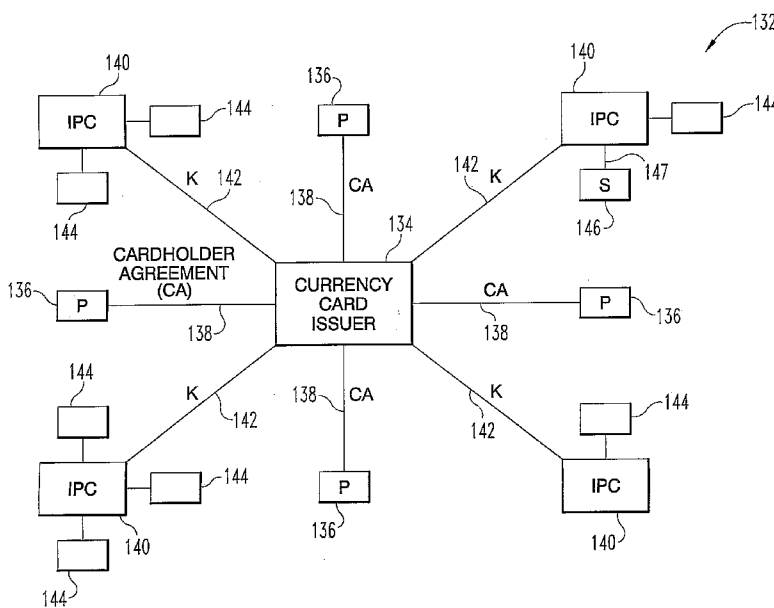 132
140
IPC
144
144
136
P
140
IPC
144
147
S
146
K
142
CA
138
142
K
134
CARDHOLDER
AGREEMENT
(CA)
136
P
138
CURRENCY
CARD
ISSUER
CA
138
P
136
144
K
142
138
CA
K
142
144
IPC
144
140
144
P
136
IPC
140